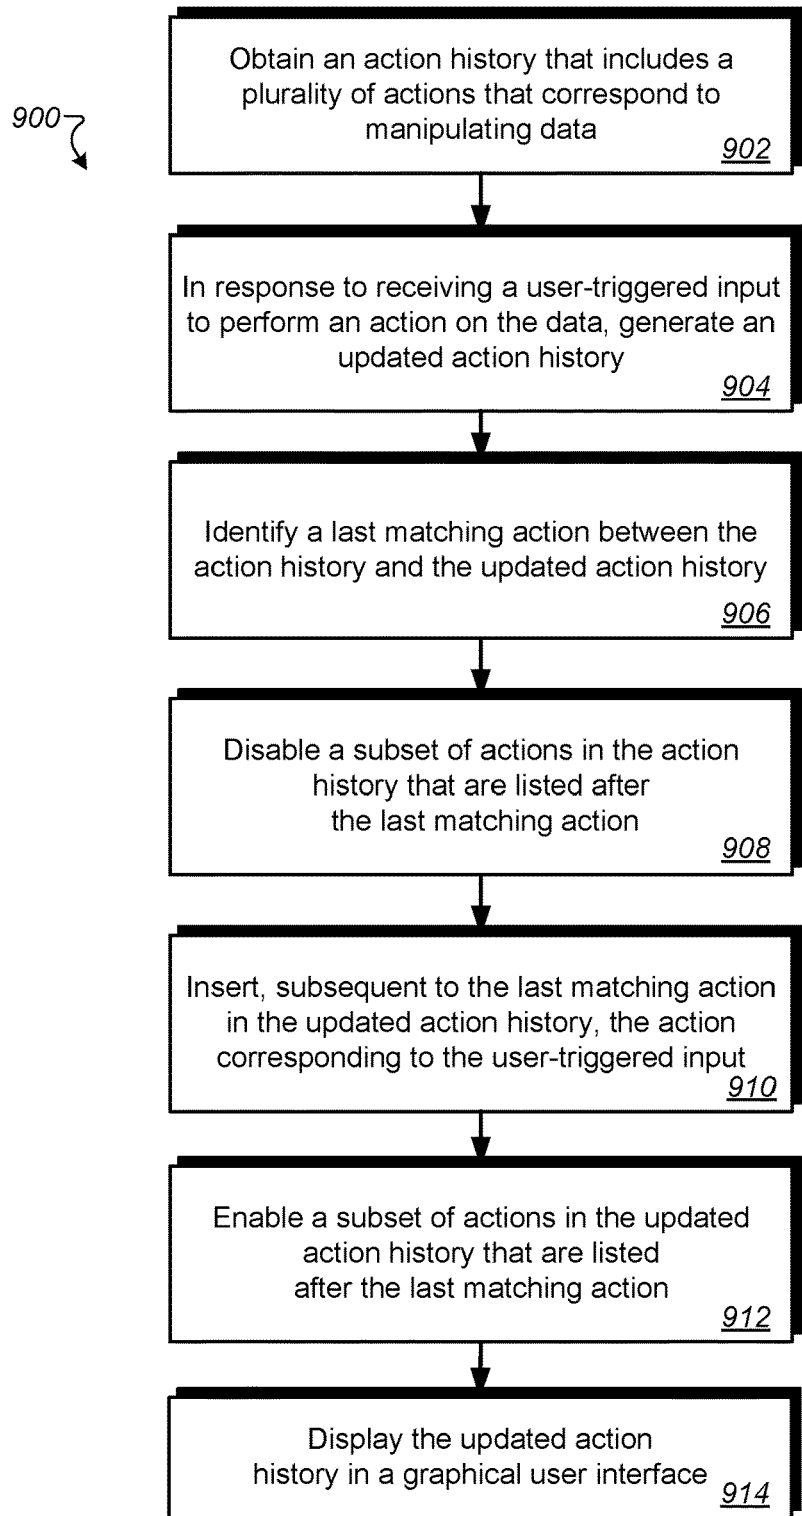 Obtain an action history that includes a
plurality of actions that correspond to
manipulating data
902
900
In response to receiving a user-triggered input
to perform an action on the data, generate an
updated action history
904
Identify a last matching action between the
action history and the updated action history
906
Disable a subset of actions in the action
history that are listed after
the last matching action
908
Insert, subsequent to the last matching action
in the updated action history, the action
corresponding to the user-triggered input
910
Enable a subset of actions in the updated
action history that are listed
after the last matching action
912
Display the updated action
history in a graphical user interface
914